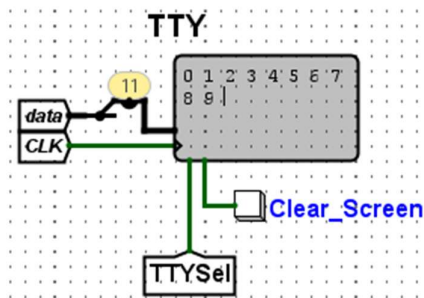 TTY
11
0 1 2 3 4 5 6 7
8 9
data
CLK
Clear_Screen
TTYSel